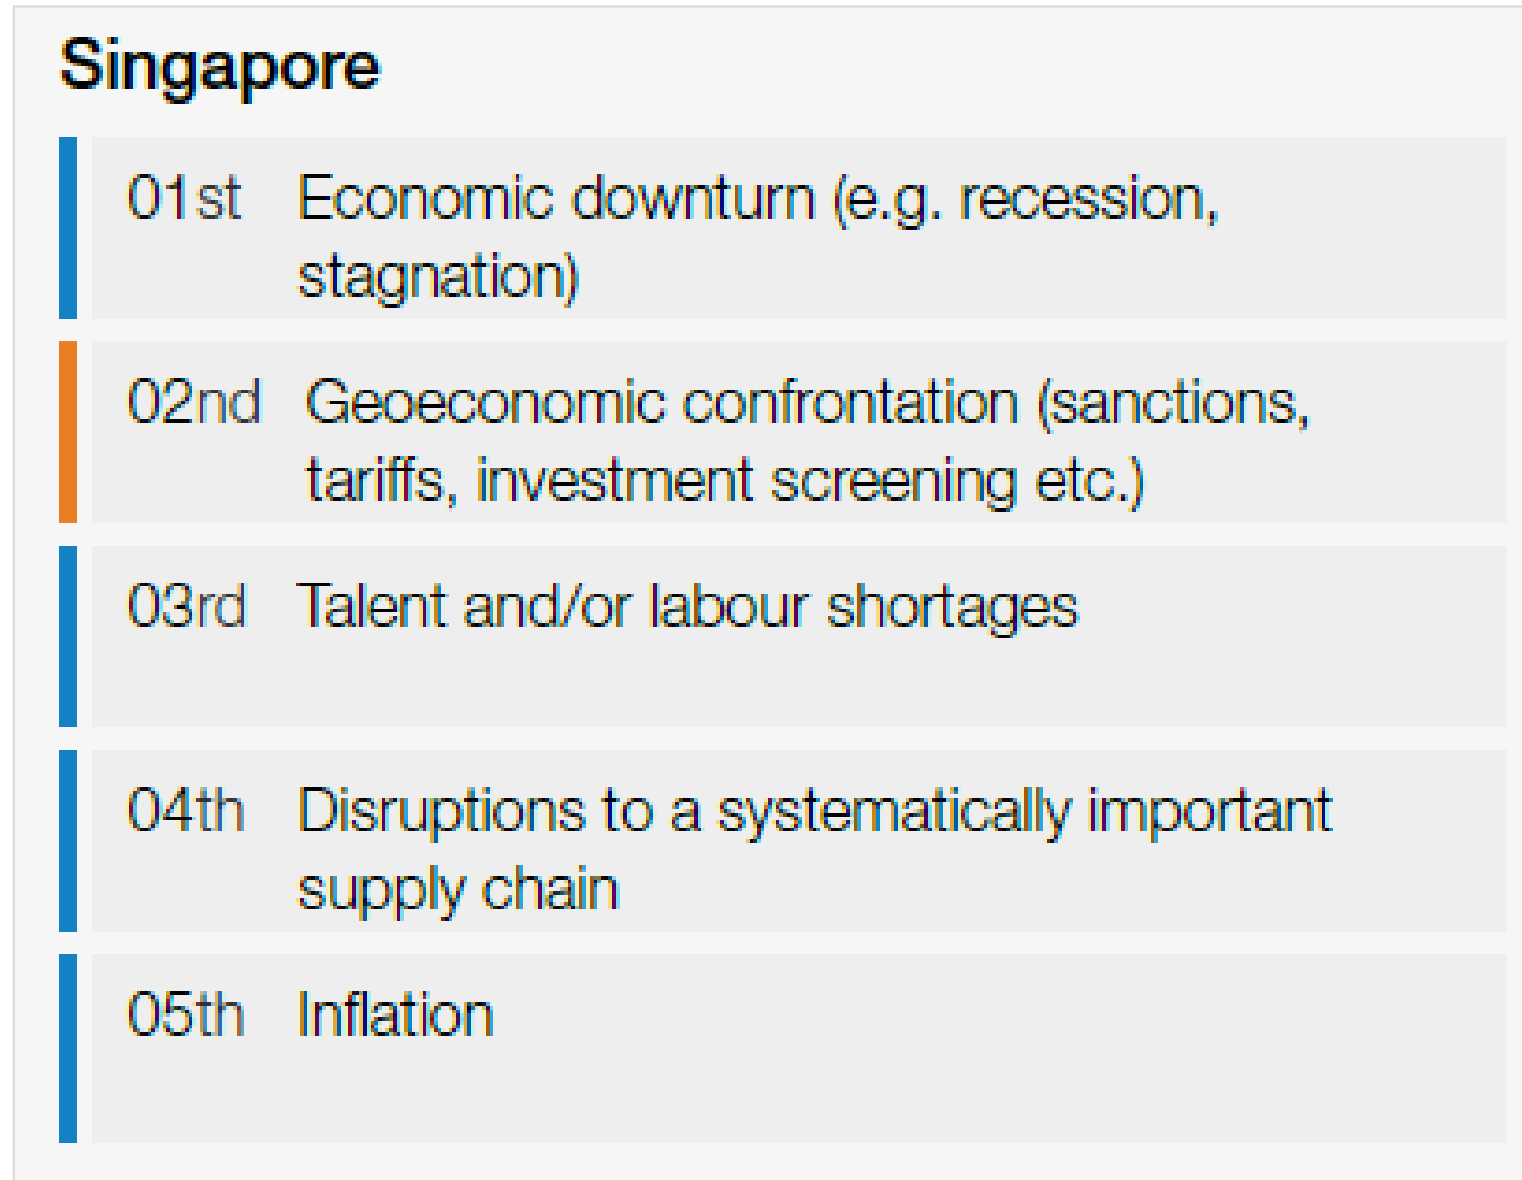 Singapore
01st Economic downturn (e.g. recession,
stagnation)
02nd Geoeconomic confrontation (sanctions,
tariffs, investment screening etc.)
03rd Talent and/or labour shortages
04th Disruptions to a systematically important
supply chain
05th Inflation